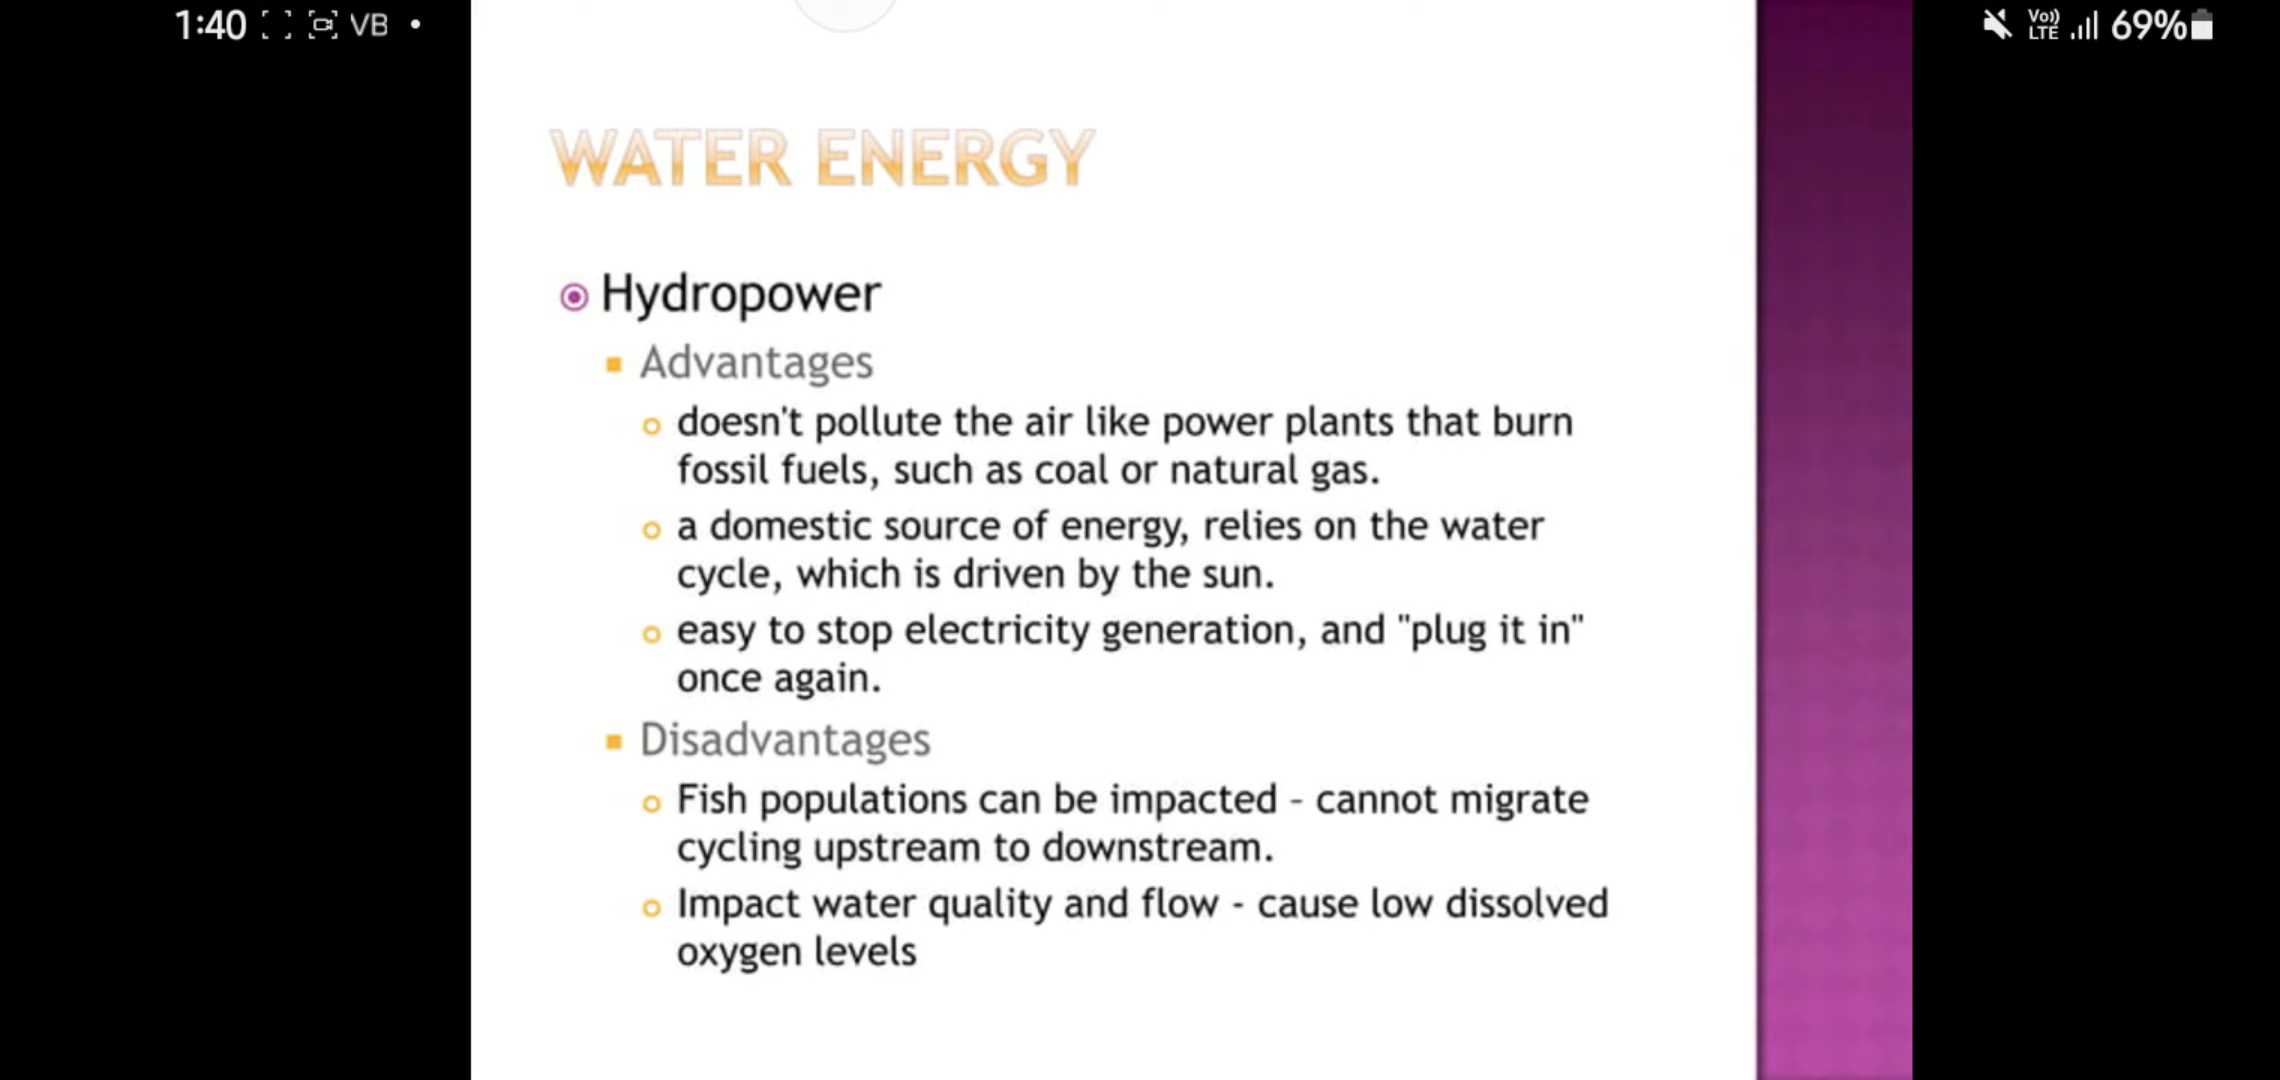 1:40 VB •
Vo)) LTE 69%
WATER ENERGY
Hydropower
Advantages
doesn't pollute the air like power plants that burn
fossil fuels, such as coal or natural gas.
a domestic source of energy, relies on the water
cycle, which is driven by the sun.
easy to stop electricity generation, and "plug it in"
once again.
Disadvantages
Fish populations can be impacted – cannot migrate
cycling upstream to downstream.
Impact water quality and flow - cause low dissolved
oxygen levels